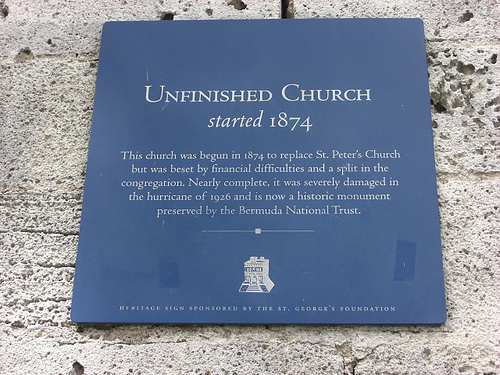 UNFINISHED CHURCH
started 1874
This church was begun in 1874 to replace St. Peter's Church
but was beset by financial difficulties and a split in the
congregation. Nearly complete, it was severely damaged in
the hurricane of 1926 and is now a historic monument
preserved by the Bermuda National Trust.
HERITAGE SIGN SPONSORED BY THE ST. GEORGE'S FOUNDATION